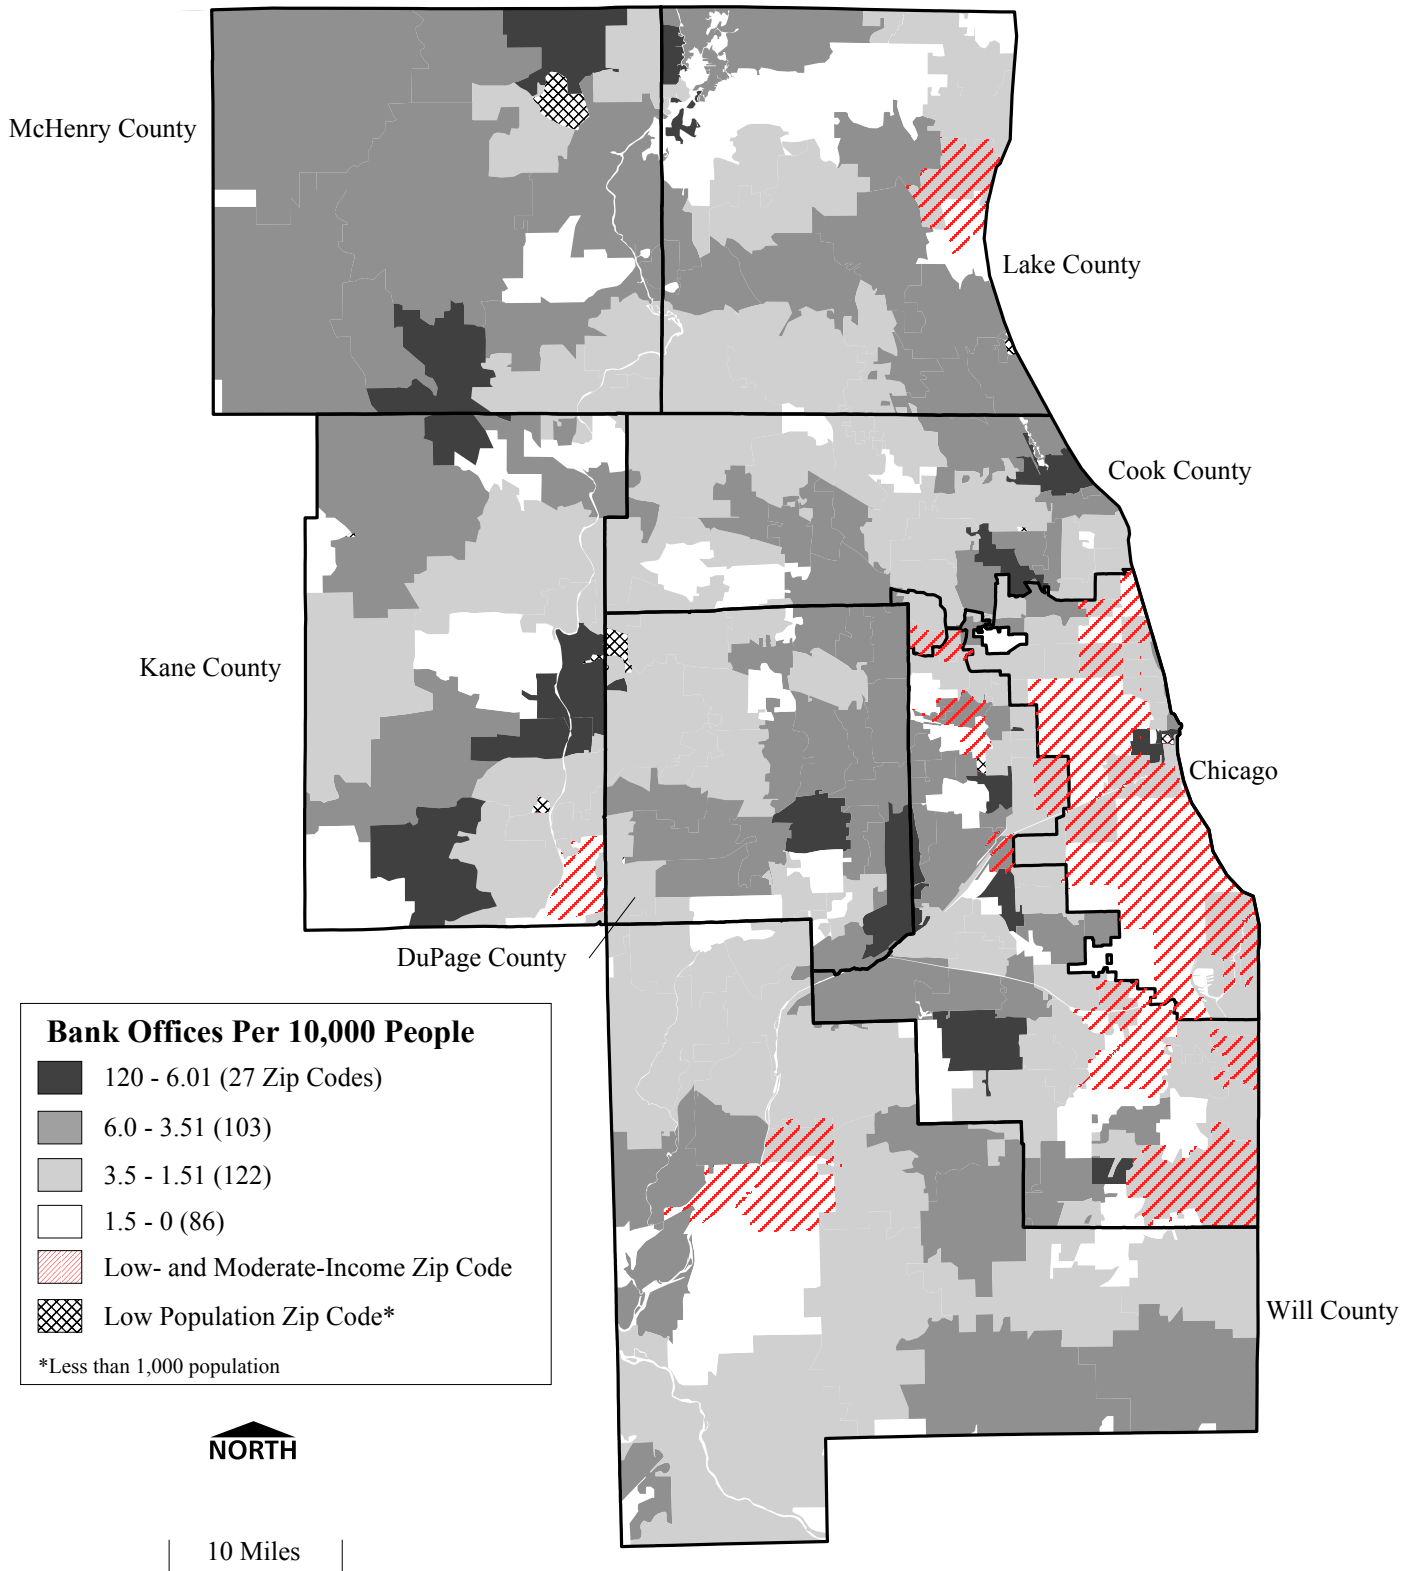 McHenry County
Lake County
Cook County
Kane County
Chicago
DuPage County
Bank Offices Per 10,000 People
120 - 6.01 (27 Zip Codes)
6.0 - 3.51 (103)
3.5 - 1.51 (122)
1.5 - 0 (86)
Low- and Moderate-Income Zip Code
Low Population Zip Code*
*Less than 1,000 population
Will County
NORTH
10 Miles